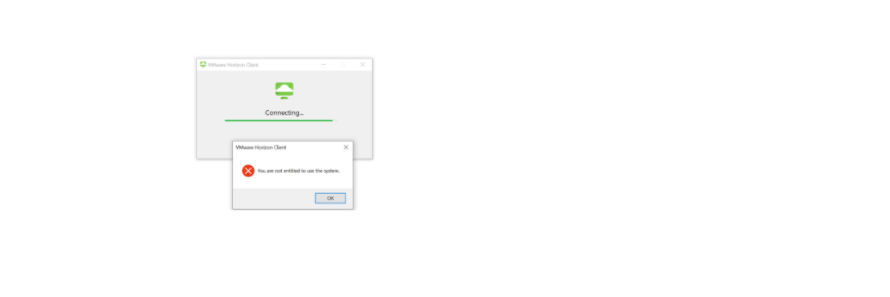 VMware Horizon Client
Connecting...
VMware Horizon Client
You are not entitled to use the system.
OK